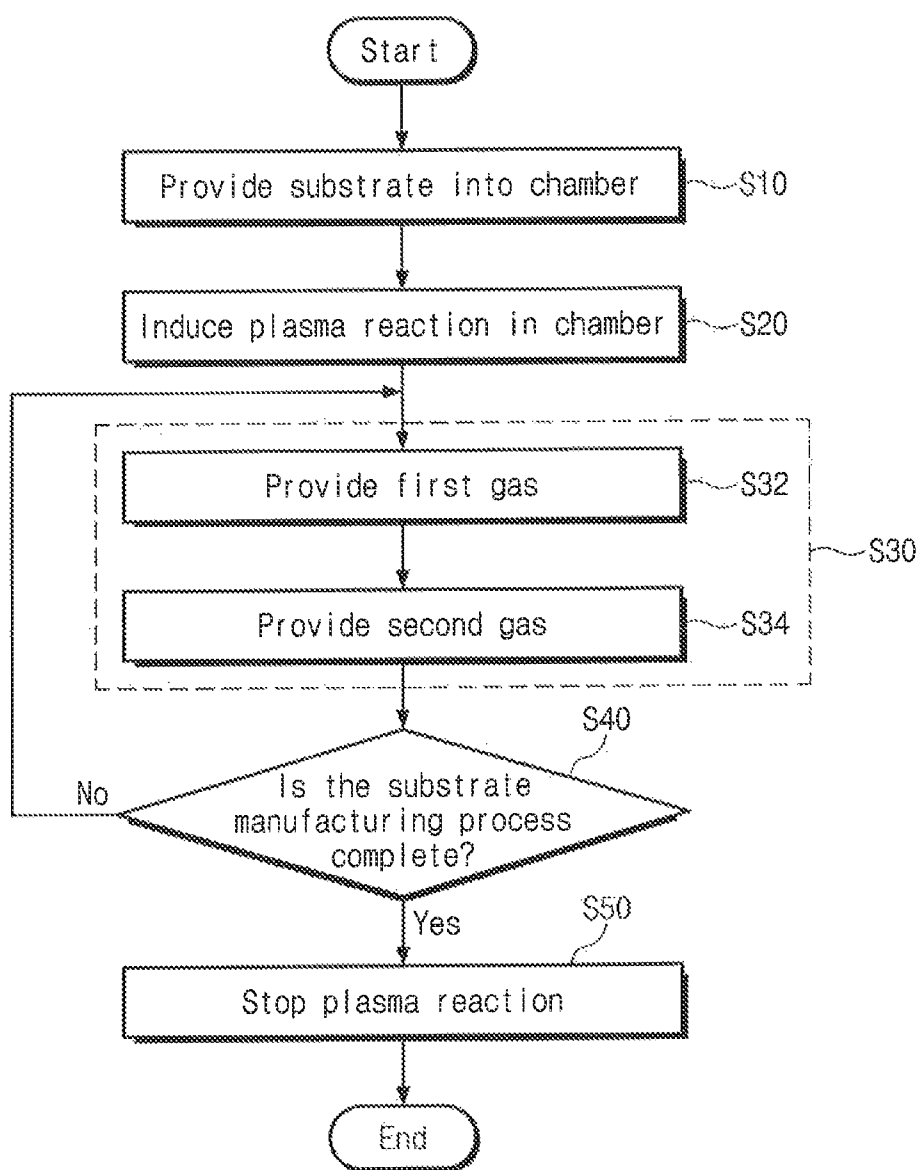 Start
Provide substrate into chamber
S10
Induce plasma reaction in chamber
S20
Provide first gas
S32
S30
Provide second gas
S34
S40
Is the substrate
manufacturing process
complete?
No
Yes
S50
Stop plasma reaction
End